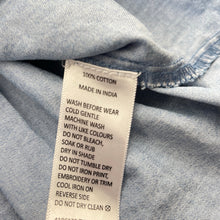 100% COTTON
MADE IN INDIA
WASH BEFORE WEAR
COLD GENTLE
MACHINE WASH
WITH LIKE COLOURS
DO NOT BLEACH,
SOAK OR RUB
DRY IN SHADE
DO NOT TUMBLE DRY
DO NOT IRON PRINT,
EMBROIDERY OR TRIM
COOL IRON ON
REVERSE SIDE
DO NOT DRY CLEAN